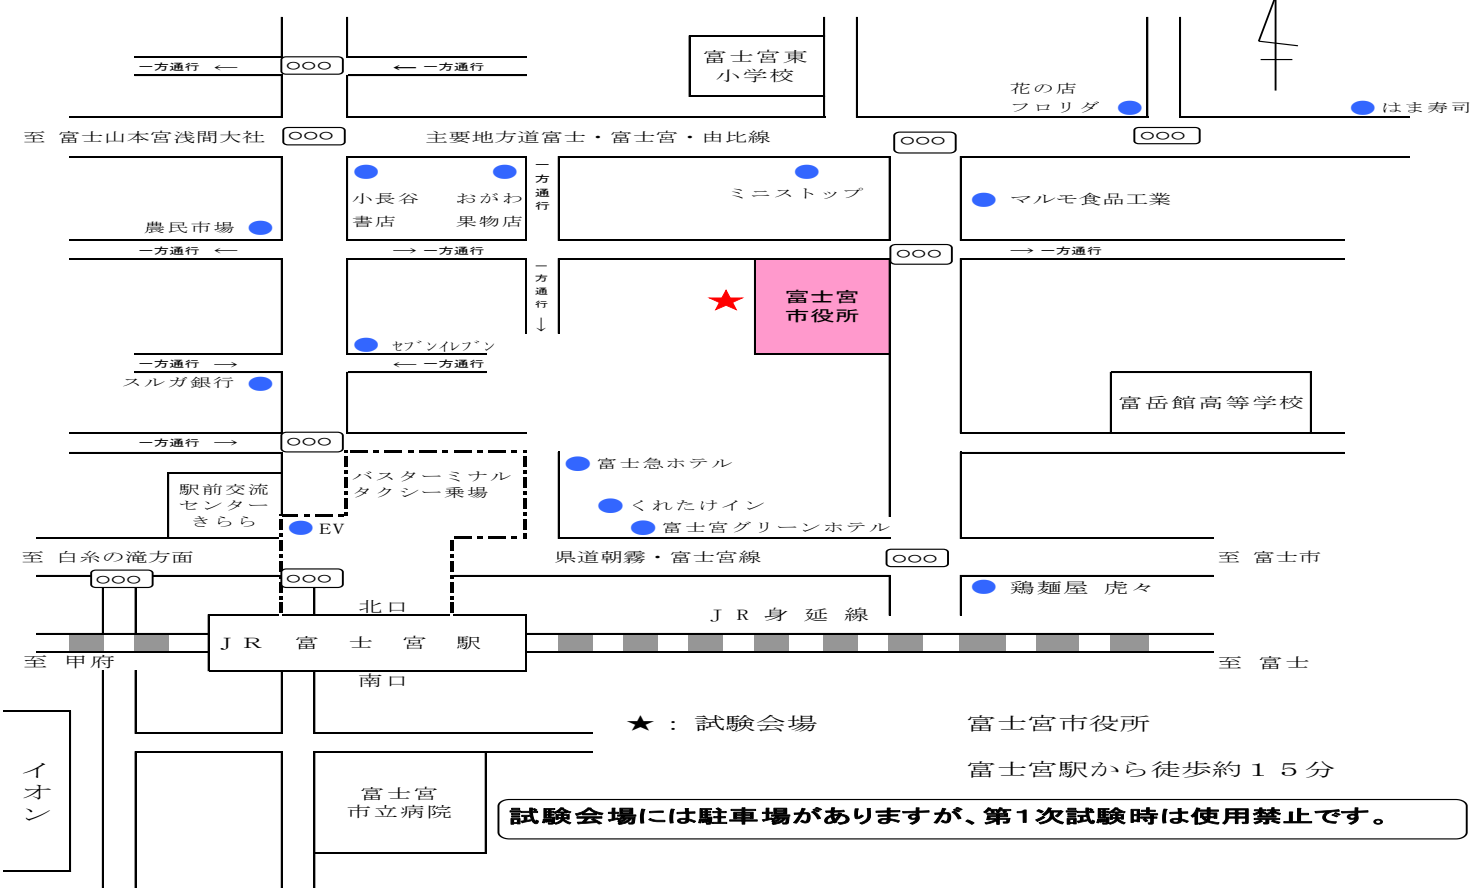 一方通行 ←
○○○
← 一方通行
富士宮東
小学校
花の店
フロリダ
はま寿司
至 富士山本宮浅間大社
○○○
主要地方道富士・富士宮・由比線
○○○
○○○
小長谷
書店
おがわ
果物店
一方通行
ミニストップ
マルモ食品工業
農民市場
一方通行 ←
→ 一方通行
○○○
→ 一方通行
一方通行 ↓
★
富士宮
市役所
セブンイレブン
一方通行 →
← 一方通行
スルガ銀行
富岳館高等学校
一方通行 →
○○○
バスターミナル
タクシー乗場
富士急ホテル
駅前交流
センター
きらら
くれたけイン
EV
富士宮グリーンホテル
至 白糸の滝方面
県道朝霧・富士宮線
○○○
至 富士市
○○○
○○○
鶏麺屋 虎々
北口
JR身延線
JR富士宮駅
至 甲府
至 富士
南口
★：試験会場 富士宮市役所
富士宮駅から徒歩約１５分
イオン
富士宮
市立病院
試験会場には駐車場がありますが、第1次試験時は使用禁止です。